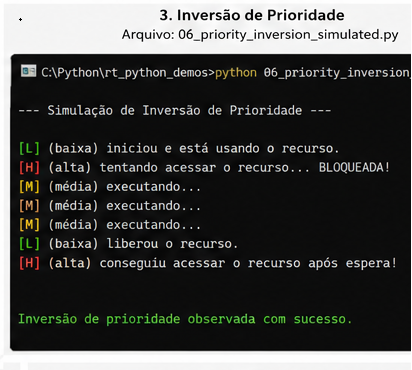 3. Inversão de Prioridade
Arquivo: 06_priority_inversion_simulated.py
C:\Python\rt_python_demos>python 06_priority_inversion_
--- Simulação de Inversão de Prioridade ---
[L] (baixa) iniciou e está usando o recurso.
[H] (alta) tentando acessar o recurso... BLOQUEADA!
[M] (média) executando...
[M] (média) executando...
[M] (média) executando...
[L] (baixa) liberou o recurso.
[H] (alta) conseguiu acessar o recurso após espera!
Inversão de prioridade observada com sucesso.